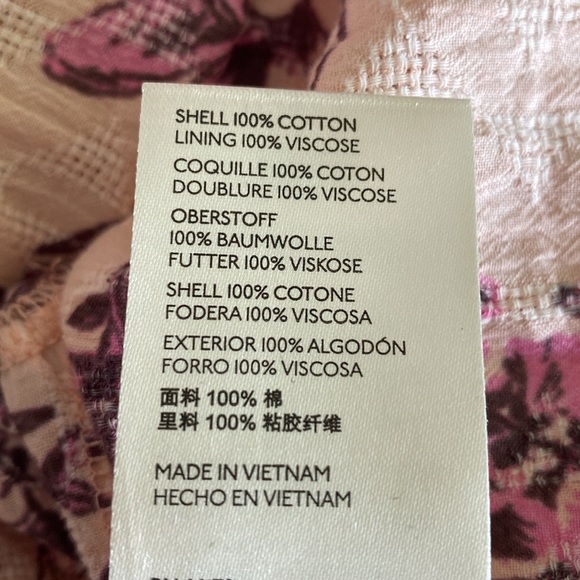 SHELL 100% COTTON
LINING 100% VISCOSE
COQUILLE 100% COTON
DOUBLURE 100% VISCOSE
OBERSTOFF
100% BAUMWOLLE
FUTTER 100% VISKOSE
SHELL 100% COTONE
FODERA 100% VISCOSA
EXTERIOR 100% ALGODÓN
FORRO 100% VISCOSA
面料 100% 棉
里料 100% 粘胶纤维
MADE IN VIETNAM
HECHO EN VIETNAM